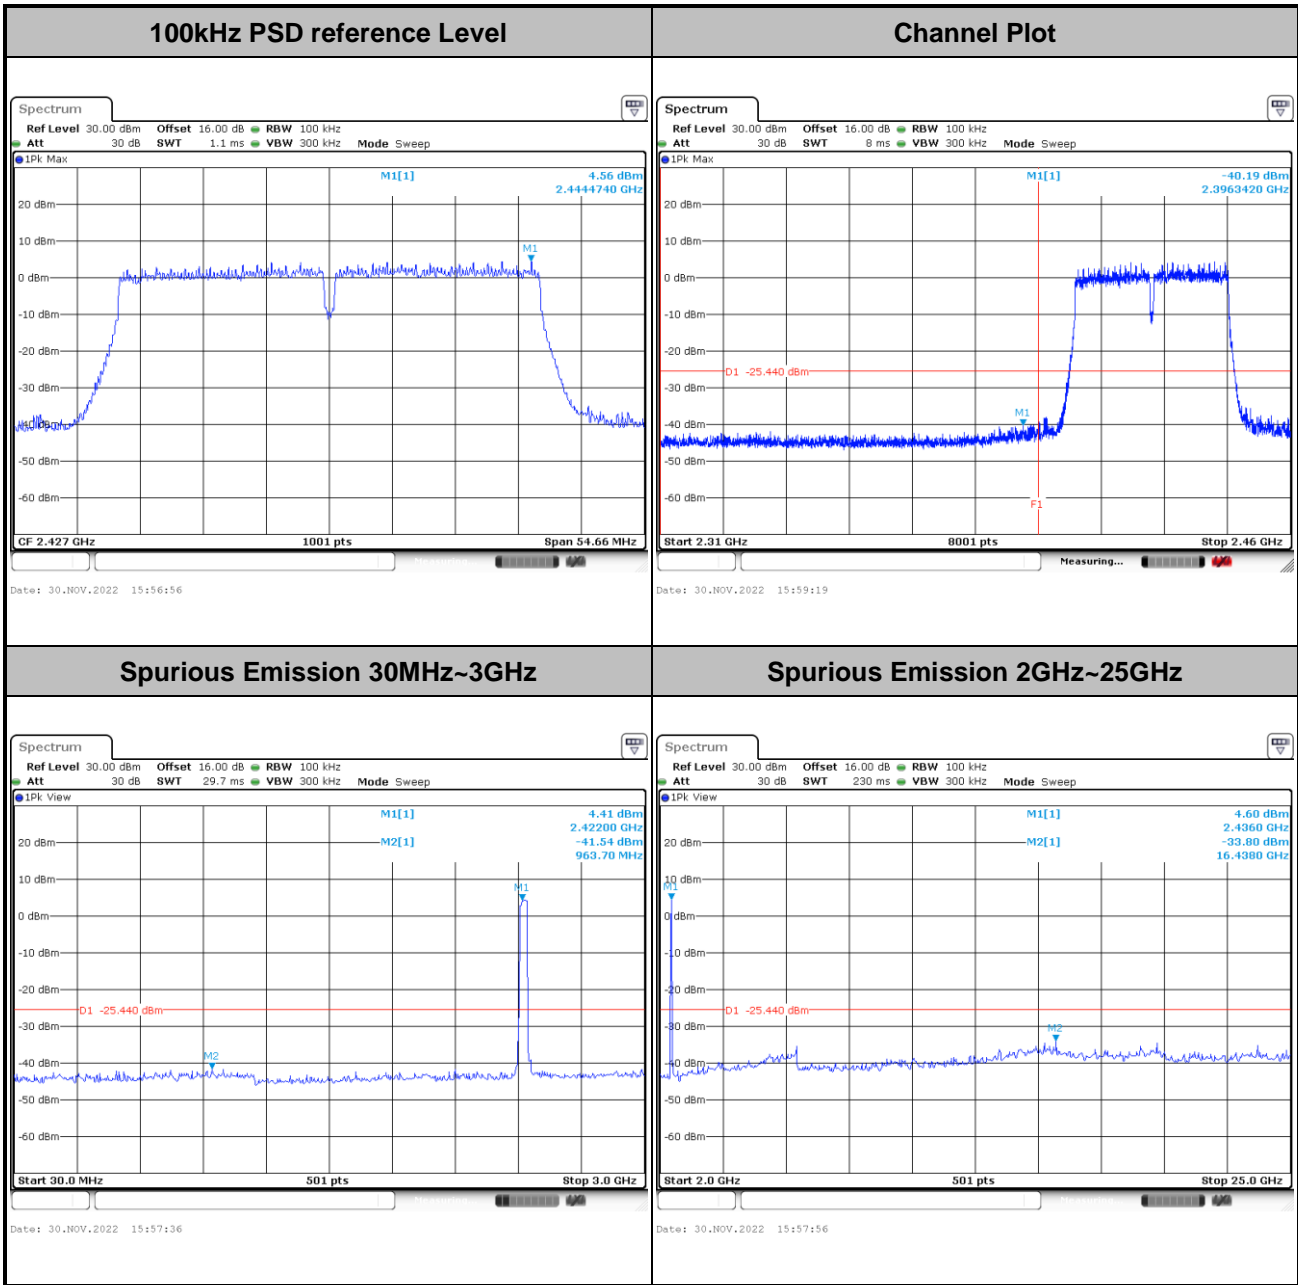 100kHz PSD reference Level
Spectrum
Ref Level 30.00 dBm Offset 16.00 dB RBW 100 kHz
Att 30 dB SWT 1.1 ms VBW 300 kHz Mode Sweep
1Pk Max
M1[1] 4.56 dBm
2.4444740 GHz
20 dBm
10 dBm
M1
0 dBm
-10 dBm
-20 dBm
-30 dBm
-40 dBm
-50 dBm
-60 dBm
CF 2.427 GHz 1001 pts Span 54.66 MHz
Measuring...
Date: 30.NOV.2022 15:56:56
Channel Plot
Spectrum
Ref Level 30.00 dBm Offset 16.00 dB RBW 100 kHz
Att 30 dB SWT 8 ms VBW 300 kHz Mode Sweep
1Pk Max
M1[1] -40.19 dBm
2.3963420 GHz
20 dBm
10 dBm
0 dBm
-10 dBm
-20 dBm
D1 -25.440 dBm
-30 dBm
M1
-40 dBm
-50 dBm
-60 dBm
F1
Start 2.31 GHz 8001 pts Stop 2.46 GHz
Measuring...
Date: 30.NOV.2022 15:59:19
Spurious Emission 30MHz~3GHz
Spectrum
Ref Level 30.00 dBm Offset 16.00 dB RBW 100 kHz
Att 30 dB SWT 29.7 ms VBW 300 kHz Mode Sweep
1Pk View
M1[1] 4.41 dBm
2.42200 GHz
20 dBm
M2[1] -41.54 dBm
963.70 MHz
10 dBm
M1
0 dBm
-10 dBm
-20 dBm
D1 -25.440 dBm
-30 dBm
M2
-40 dBm
-50 dBm
-60 dBm
Start 30.0 MHz 501 pts Stop 3.0 GHz
Date: 30.NOV.2022 15:57:36
Spurious Emission 2GHz~25GHz
Spectrum
Ref Level 30.00 dBm Offset 16.00 dB RBW 100 kHz
Att 30 dB SWT 230 ms VBW 300 kHz Mode Sweep
1Pk View
M1[1] 4.60 dBm
2.4360 GHz
20 dBm
M2[1] -33.80 dBm
16.4380 GHz
10 dBm
M1
0 dBm
-10 dBm
-20 dBm
D1 -25.440 dBm
-30 dBm
M2
-40 dBm
-50 dBm
-60 dBm
Start 2.0 GHz 501 pts Stop 25.0 GHz
Date: 30.NOV.2022 15:57:56